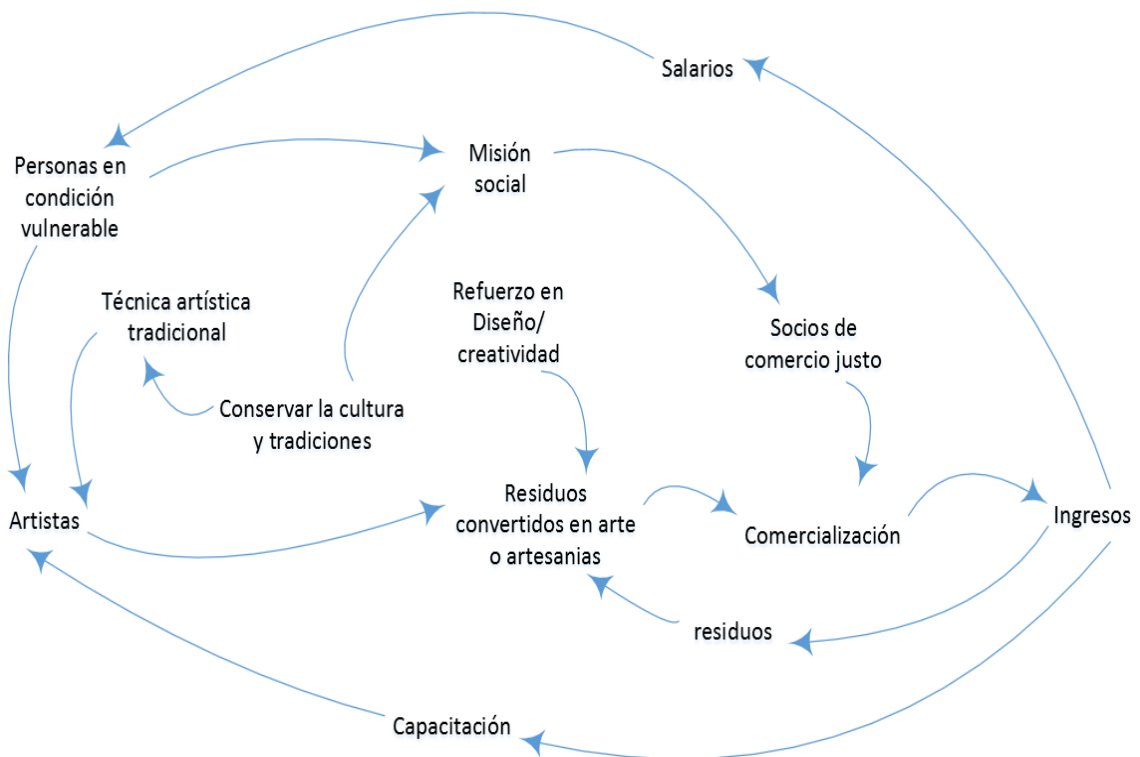 Salarios
Personas en
condición
vulnerable
Misión
social
Técnica artística
tradicional
Refuerzo en
Diseño/
creatividad
Socios de
comercio justo
Conservar la cultura
y tradiciones
Artistas
Residuos
convertidos en arte
o artesanias
Comercialización
Ingresos
residuos
Capacitación